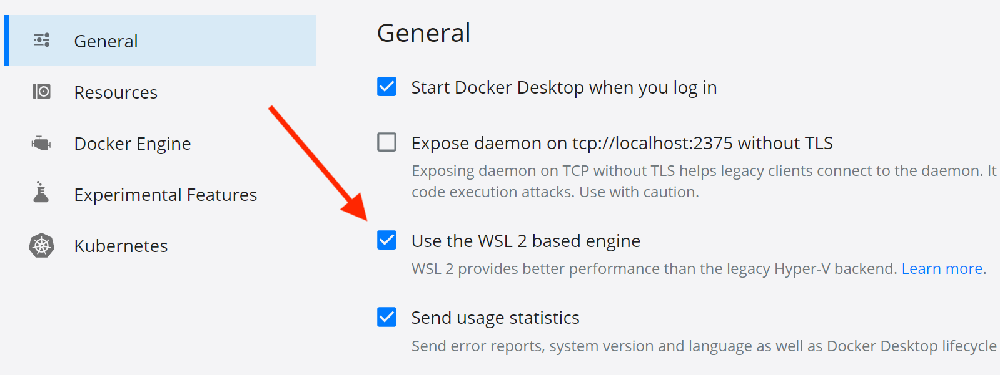 General
Resources
Docker Engine
Experimental Features
Kubernetes
General
Start Docker Desktop when you log in
Expose daemon on tcp://localhost:2375 without TLS
Exposing daemon on TCP without TLS helps legacy clients connect to the daemon. It
code execution attacks. Use with caution.
Use the WSL 2 based engine
WSL 2 provides better performance than the legacy Hyper-V backend. Learn more.
Send usage statistics
Send error reports, system version and language as well as Docker Desktop lifecycle